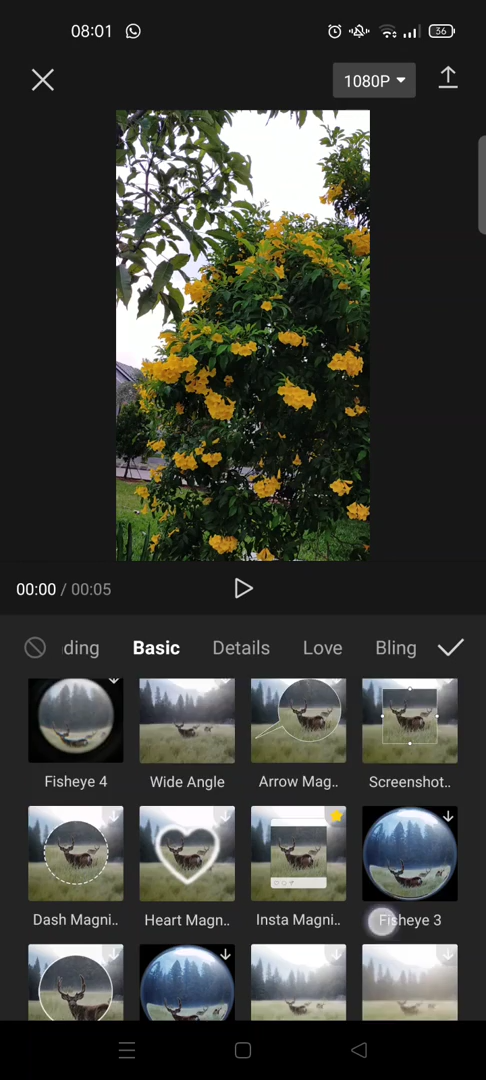 08:01
36
1080P
00:00 / 00:05
ding Basic Details Love Bling
Fisheye 4 Wide Angle Arrow Mag.. Screenshot..
Dash Magni.. Heart Magn.. Insta Magni.. Fisheye 3